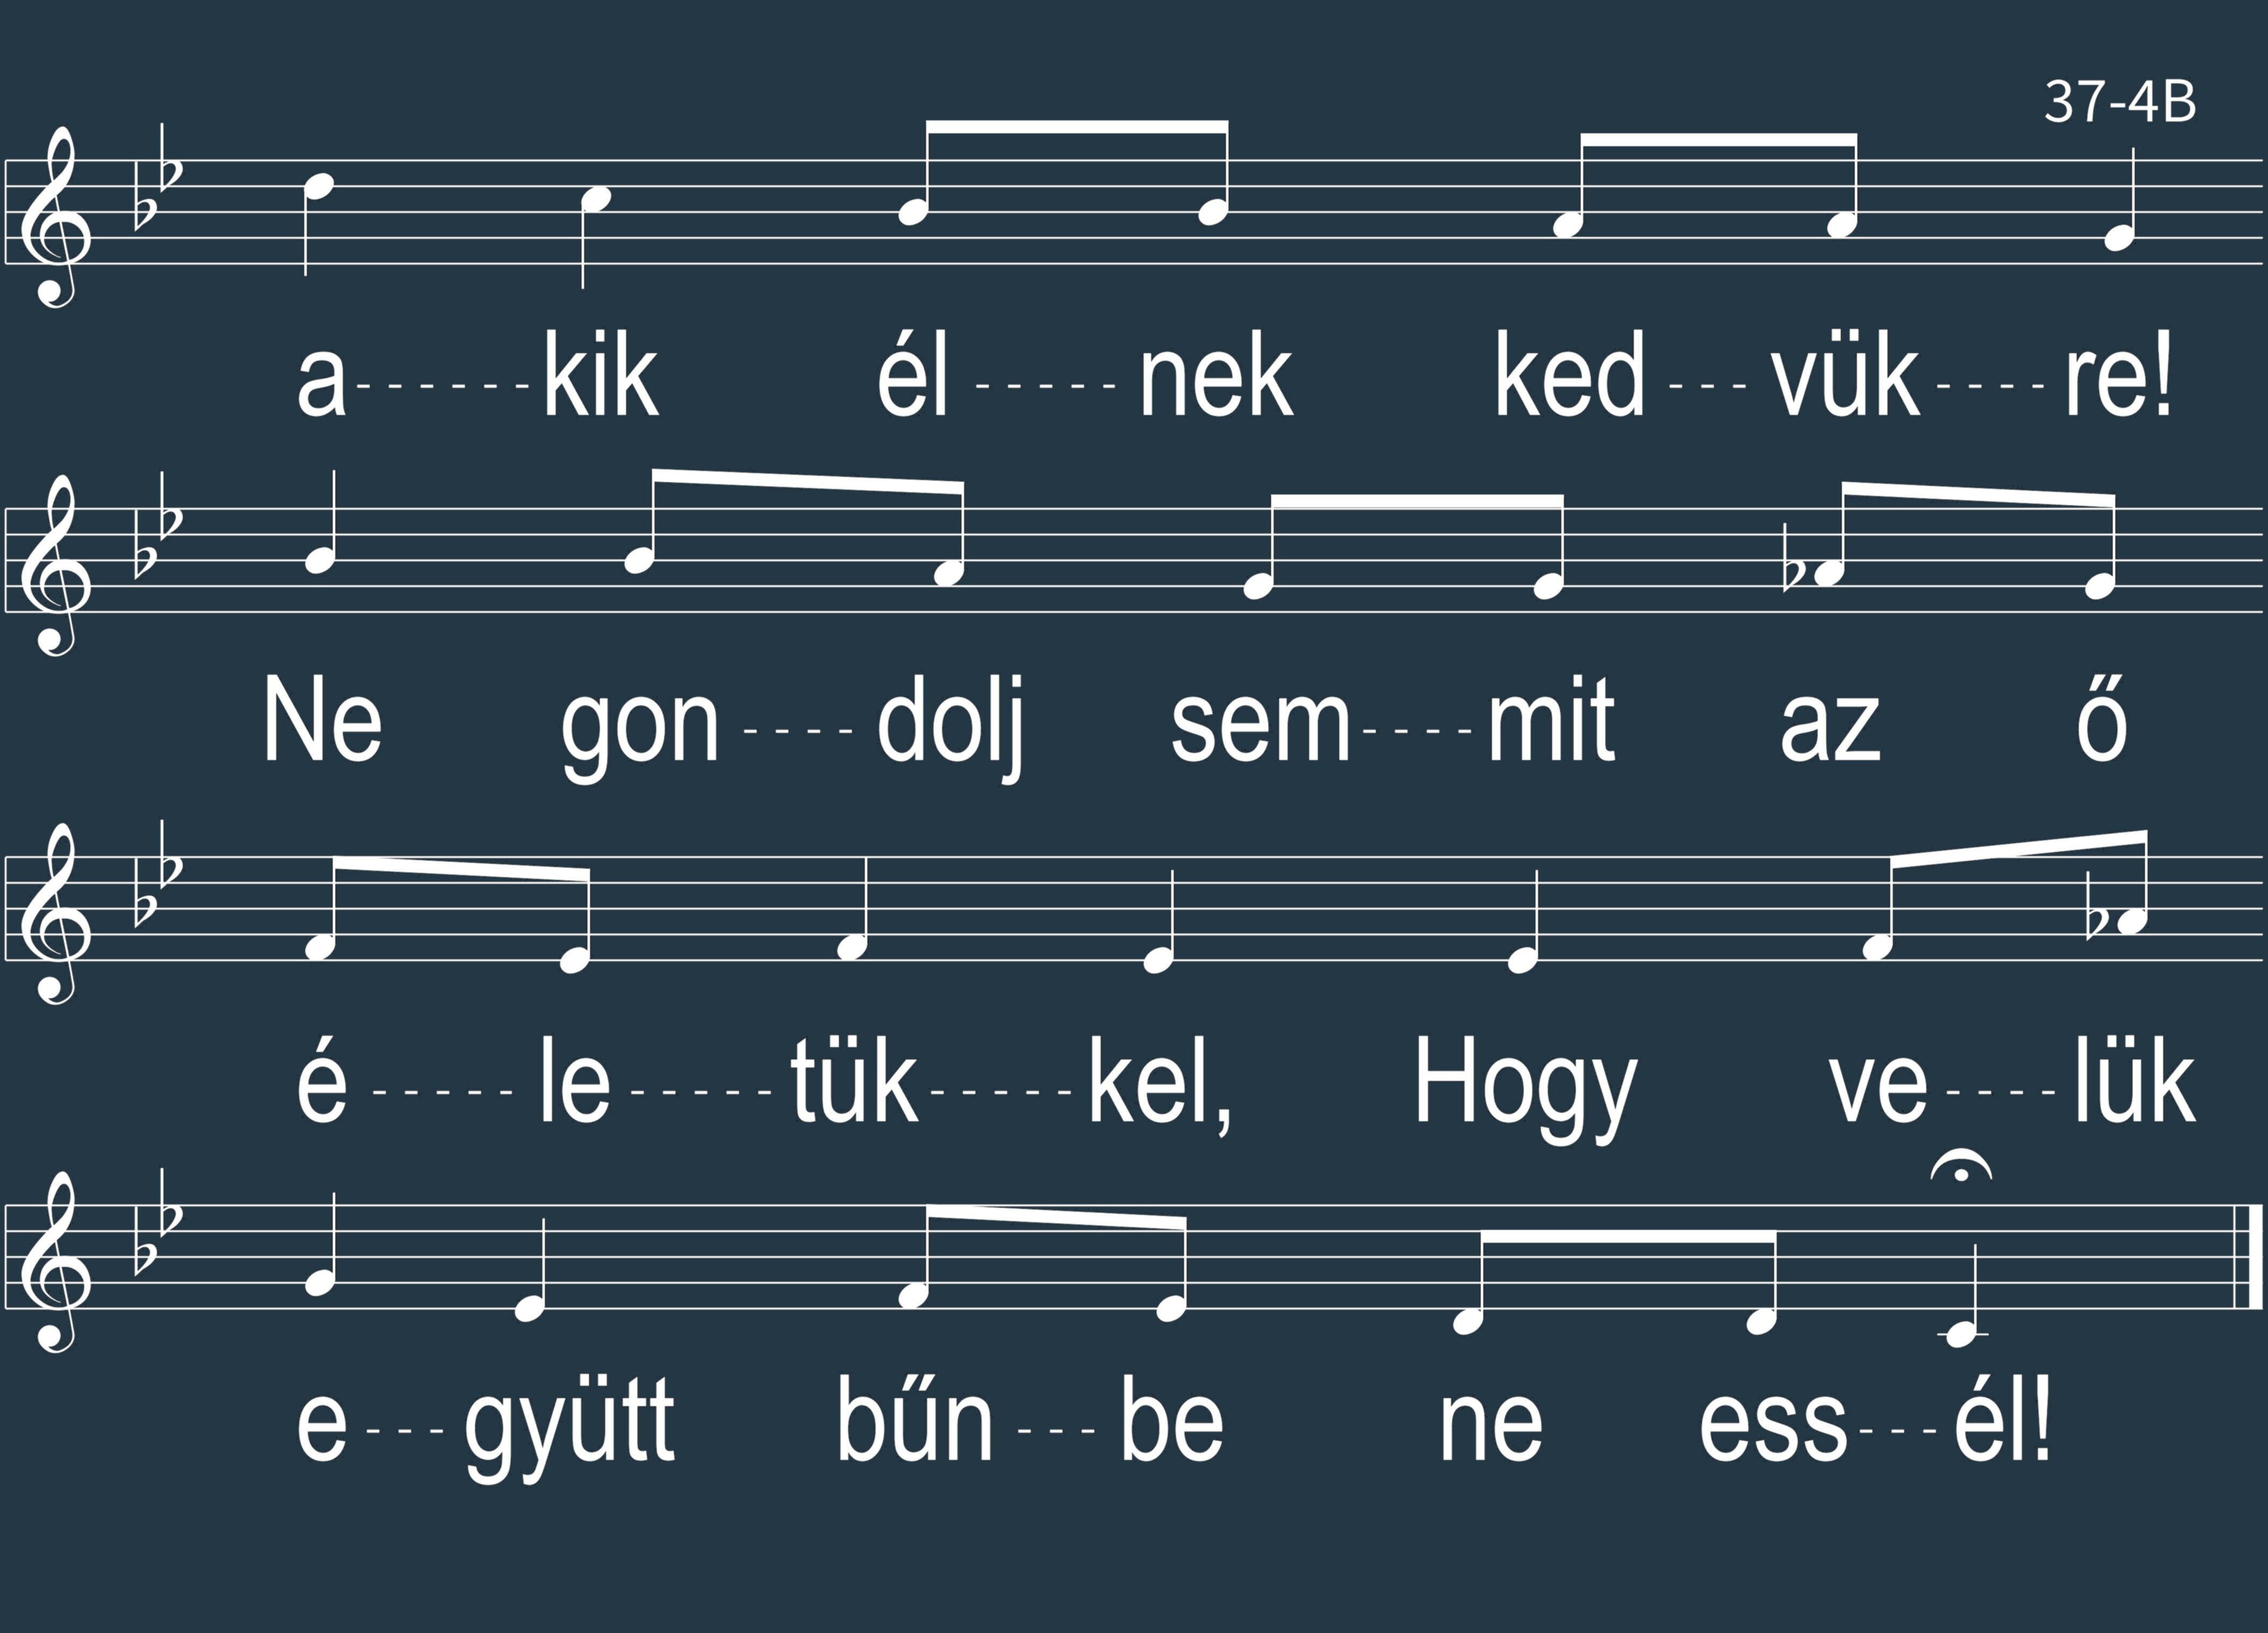 37-4B
a------kik él-----nek ked---vük----re!
Ne gon----dolj sem----mit az ő
é-----le-----tük-----kel, Hogy ve----lük
e---gyütt bűn---be ne ess---él!